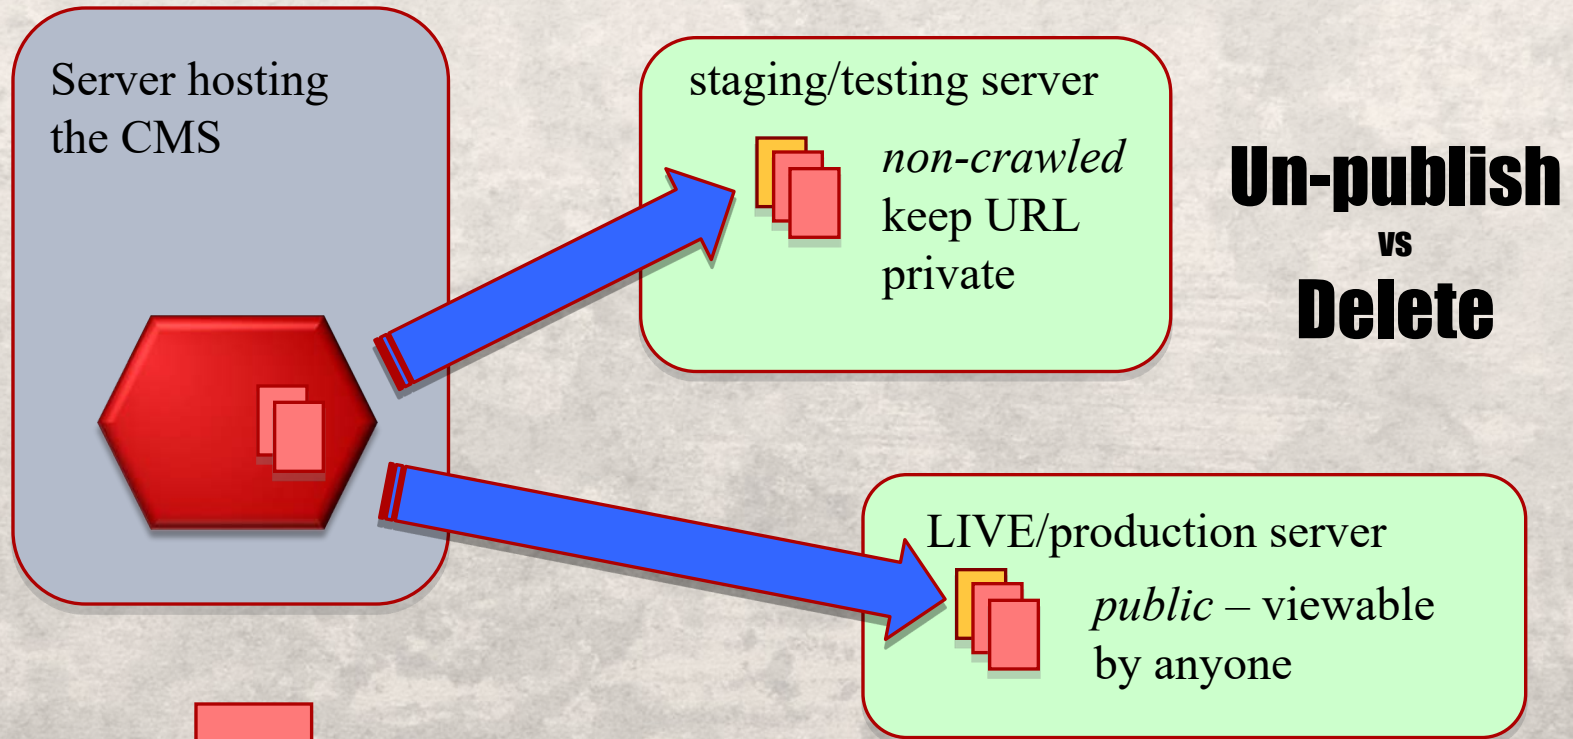 Server hosting
the CMS
staging/testing server
non-crawled
keep URL
private
Un-publish
vs
Delete
LIVE/production server
public – viewable
by anyone